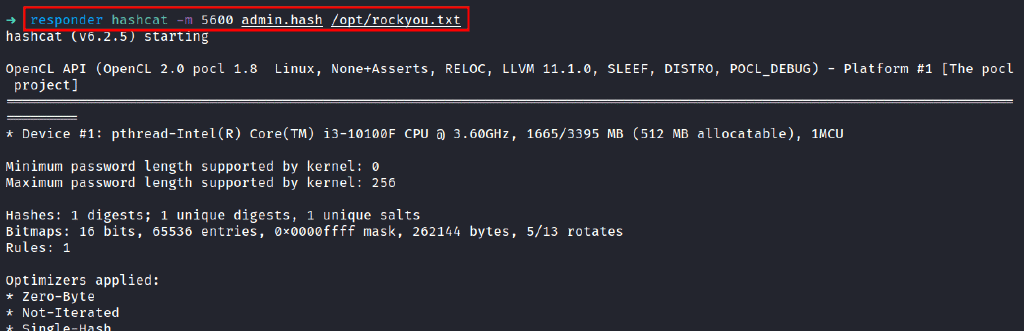 → responder hashcat -m 5600 admin.hash /opt/rockyou.txt
hashcat (v6.2.5) starting
OpenCL API (OpenCL 2.0 pocl 1.8  Linux, None+Asserts, RELOC, LLVM 11.1.0, SLEEF, DISTRO, POCL_DEBUG) - Platform #1 [The pocl
project]
* Device #1: pthread-Intel(R) Core(TM) i3-10100F CPU @ 3.60GHz, 1665/3395 MB (512 MB allocatable), 1MCU
Minimum password length supported by kernel: 0
Maximum password length supported by kernel: 256
Hashes: 1 digests; 1 unique digests, 1 unique salts
Bitmaps: 16 bits, 65536 entries, 0×0000ffff mask, 262144 bytes, 5/13 rotates
Rules: 1
Optimizers applied:
* Zero-Byte
* Not-Iterated
* Single-Hash